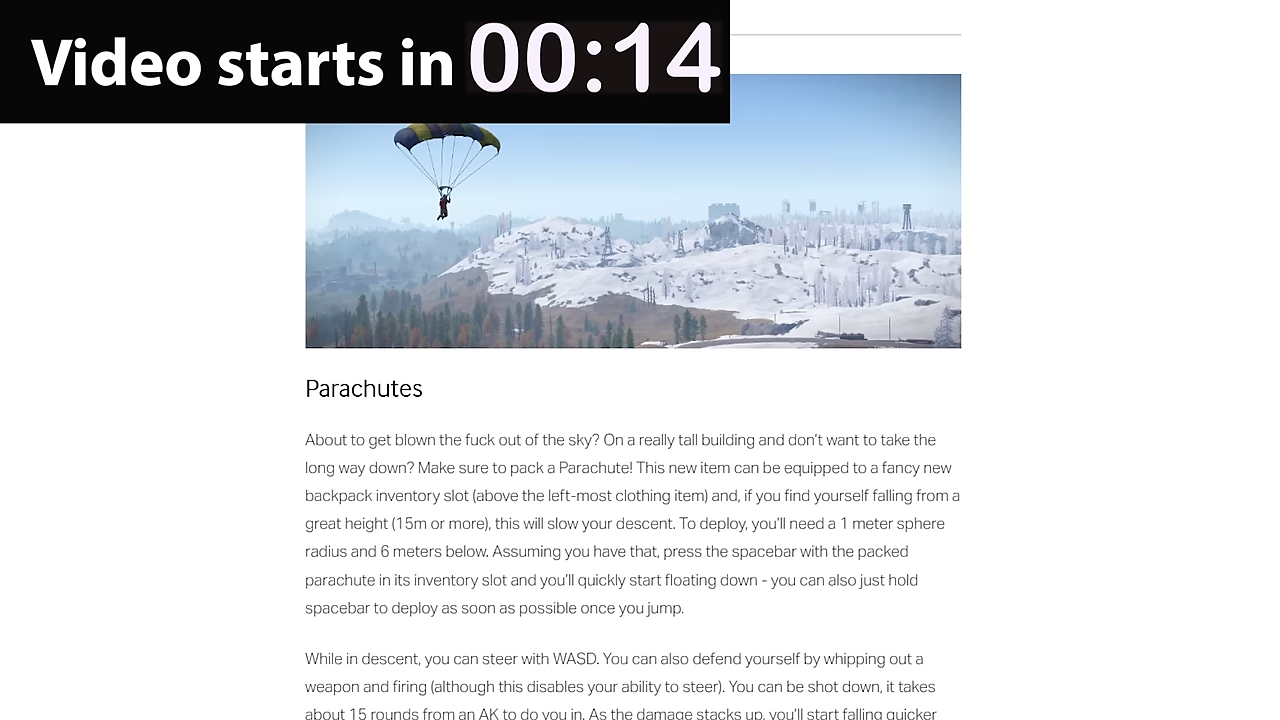 Video starts in 00:14
Parachutes
About to get blown the fuck out of the sky? On a really tall building and don’t want to take the
long way down? Make sure to pack a Parachute! This new item can be equipped to a fancy new
backpack inventory slot (above the left-most clothing item) and, if you find yourself falling from a
great height (15m or more), this will slow your descent. To deploy, you’ll need a 1 meter sphere
radius and 6 meters below. Assuming you have that, press the spacebar with the packed
parachute in its inventory slot and you’ll quickly start floating down - you can also just hold
spacebar to deploy as soon as possible once you jump.
While in descent, you can steer with WASD. You can also defend yourself by whipping out a
weapon and firing (although this disables your ability to steer). You can be shot down, it takes
about 15 rounds from an AK to do you in. As the damage stacks up, you’ll start falling quicker